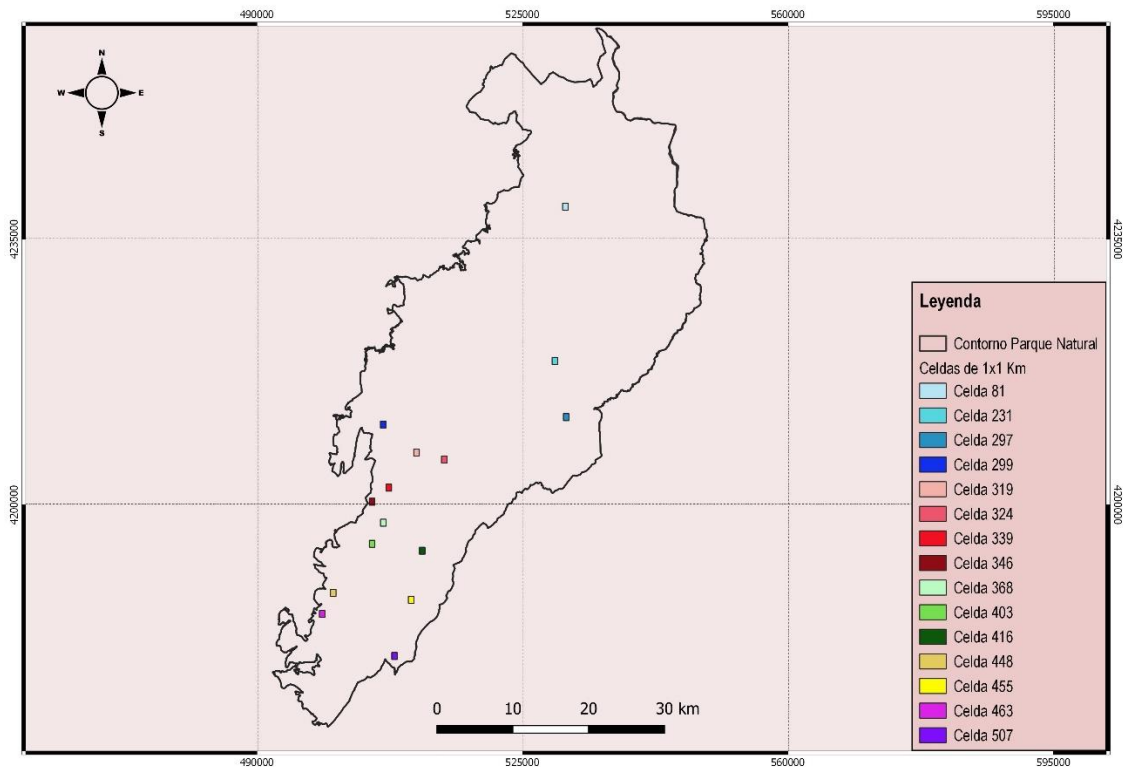 490000 525000 560000 595000
N
W E
S
4235000 4235000
Leyenda
Contorno Parque Natural
Celdas de 1x1 Km
Celda 81
Celda 231
Celda 297
Celda 299
Celda 319
Celda 324
Celda 339
Celda 346
Celda 368
Celda 403
Celda 416
Celda 448
Celda 455
Celda 463
Celda 507
4200000 4200000
0 10 20 30 km
490000 525000 560000 595000